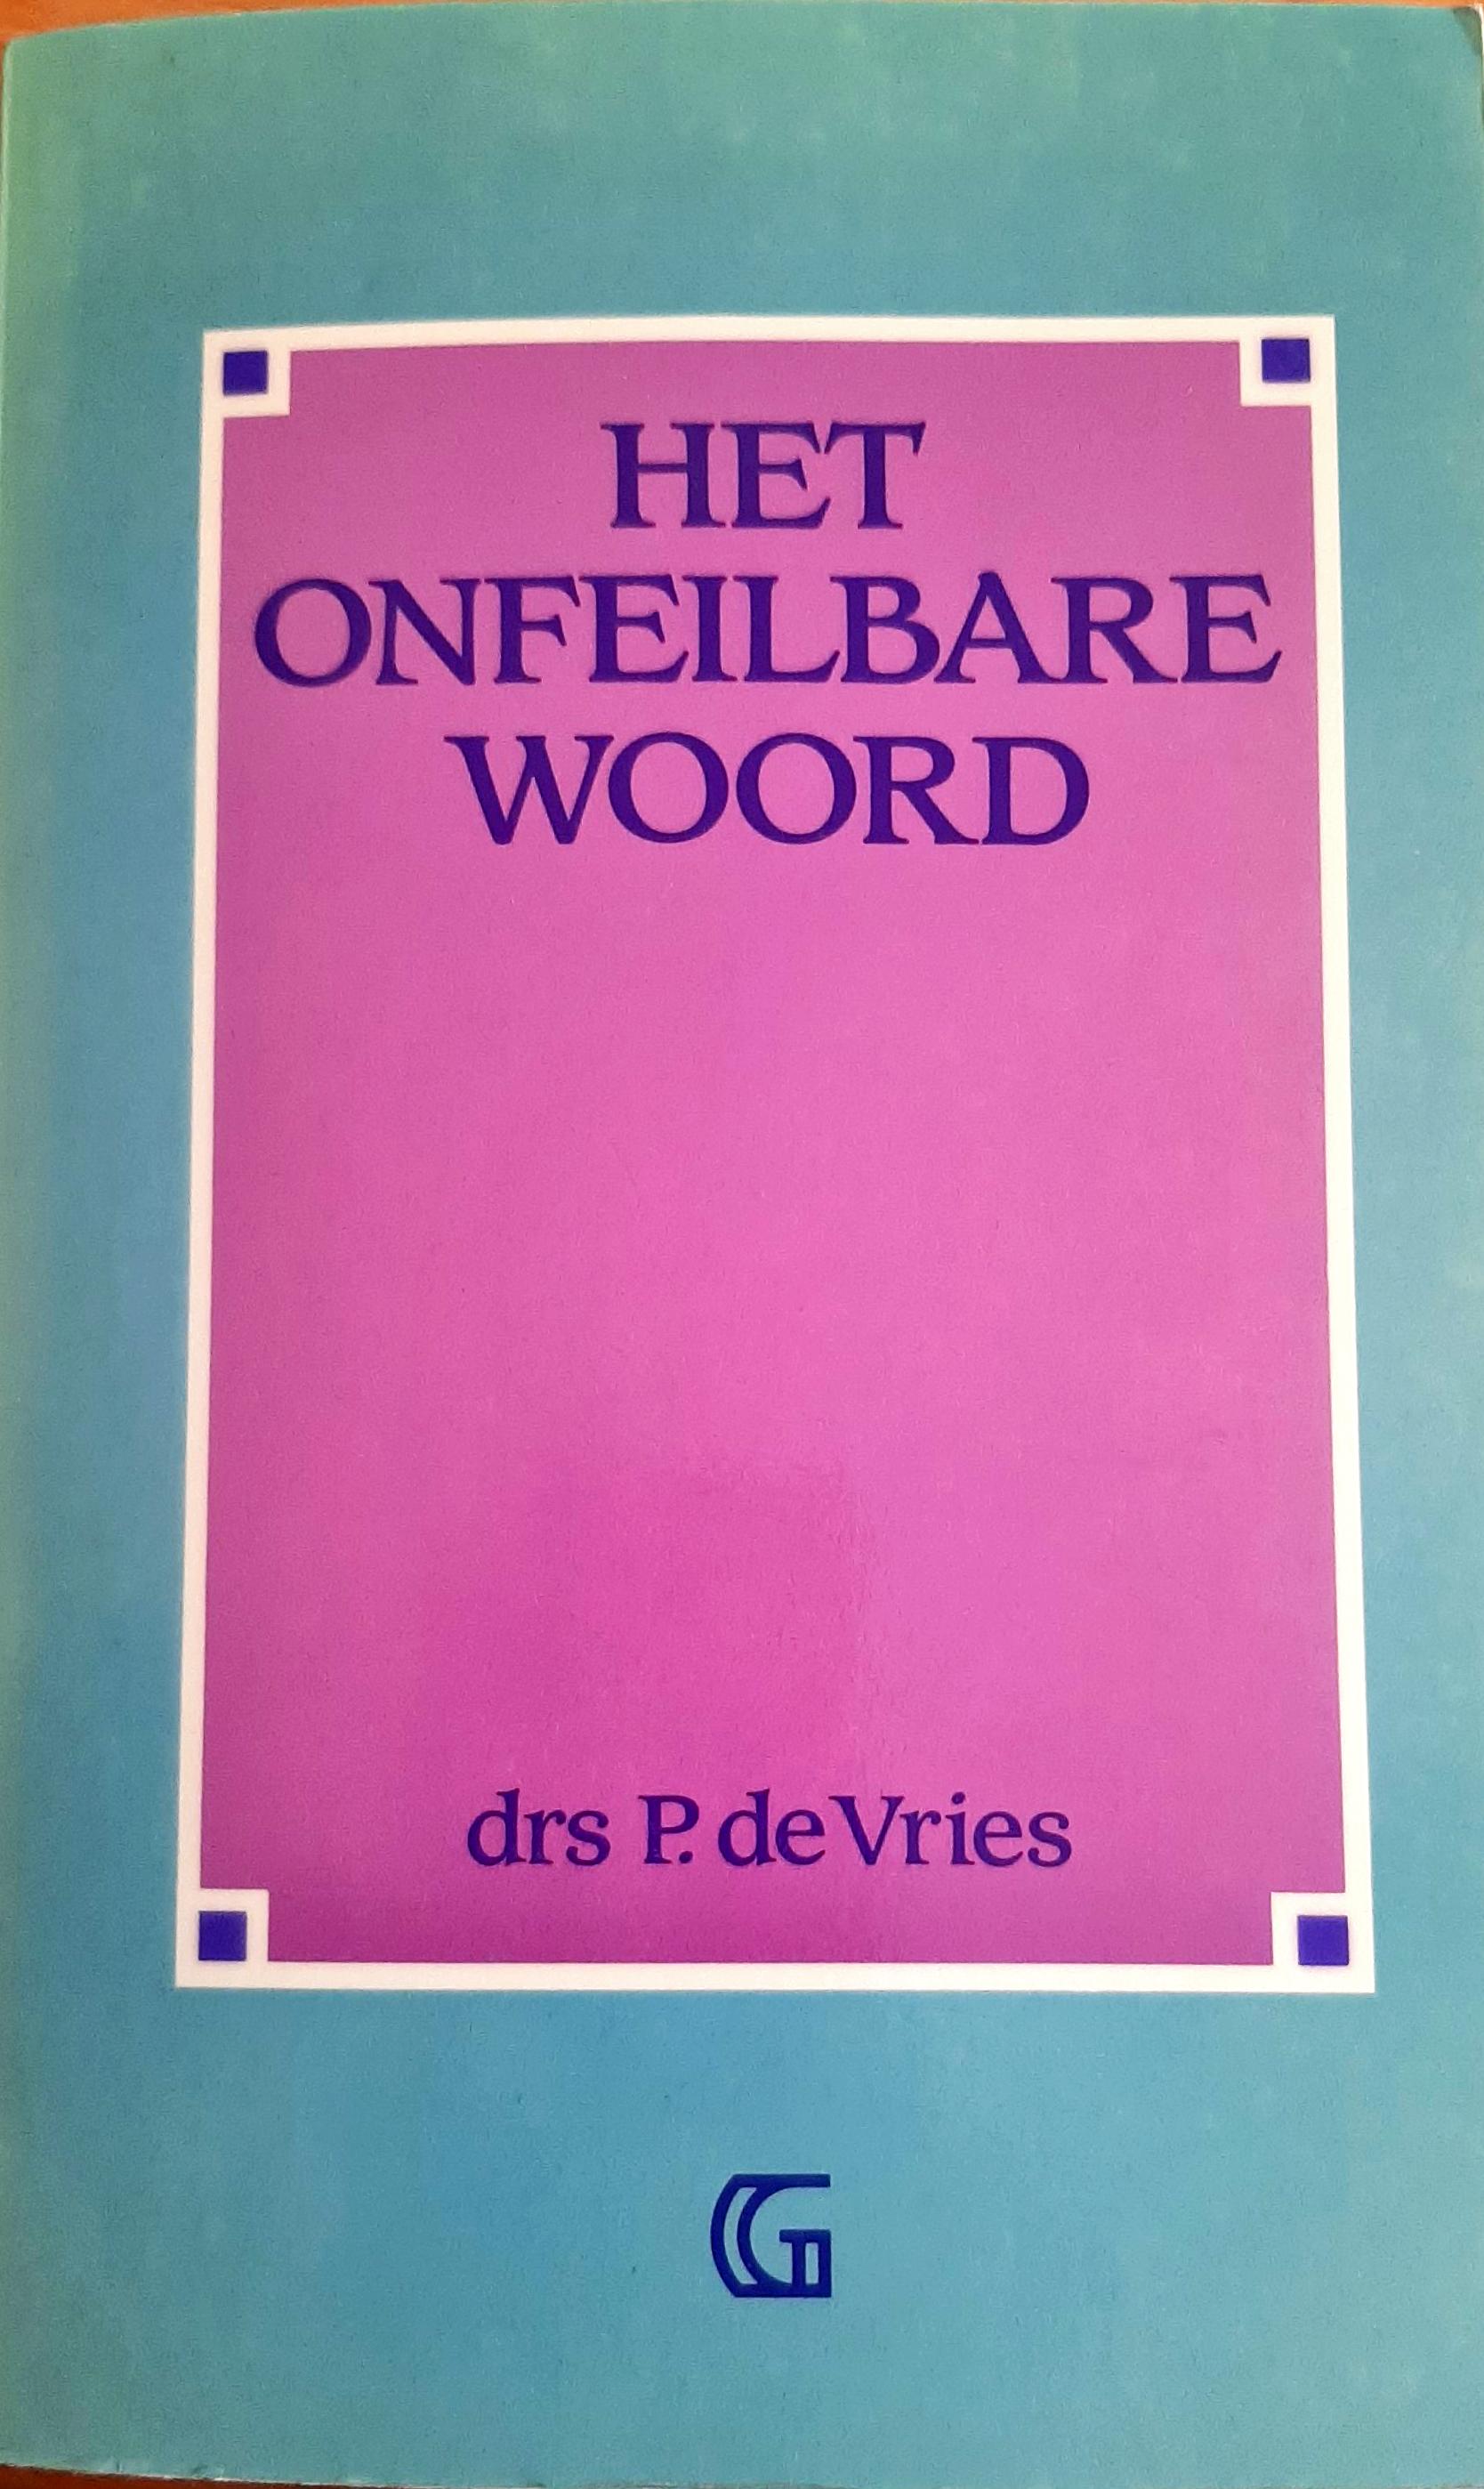 HET
ONFEILBARE
WOORD
drs P. de Vries
G